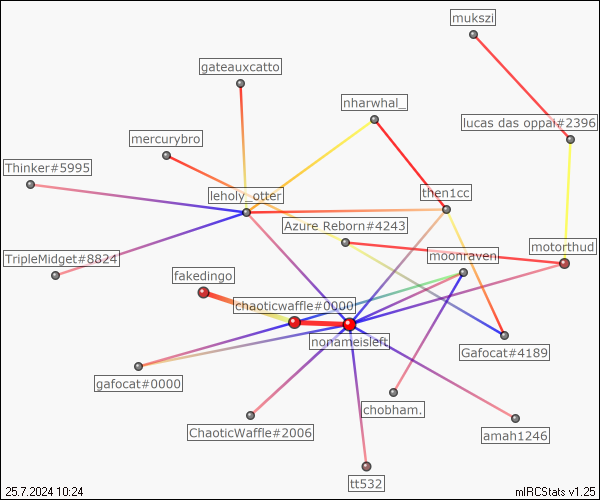 mukszi
gateauxcatto
nharwhal_
lucas das oppai#2396
mercurybro
Thinker#5995
leholy_otter
then1cc
Azure Reborn#4243
motorthud
TripleMidget#8824
moonraven
fakedingo
chaoticwaffle#0000
nonameisleft
Gafocat#4189
gafocat#0000
chobham.
ChaoticWaffle#2006
amah1246
tt532
25.7.2024 10:24
mIRCStats v1.25